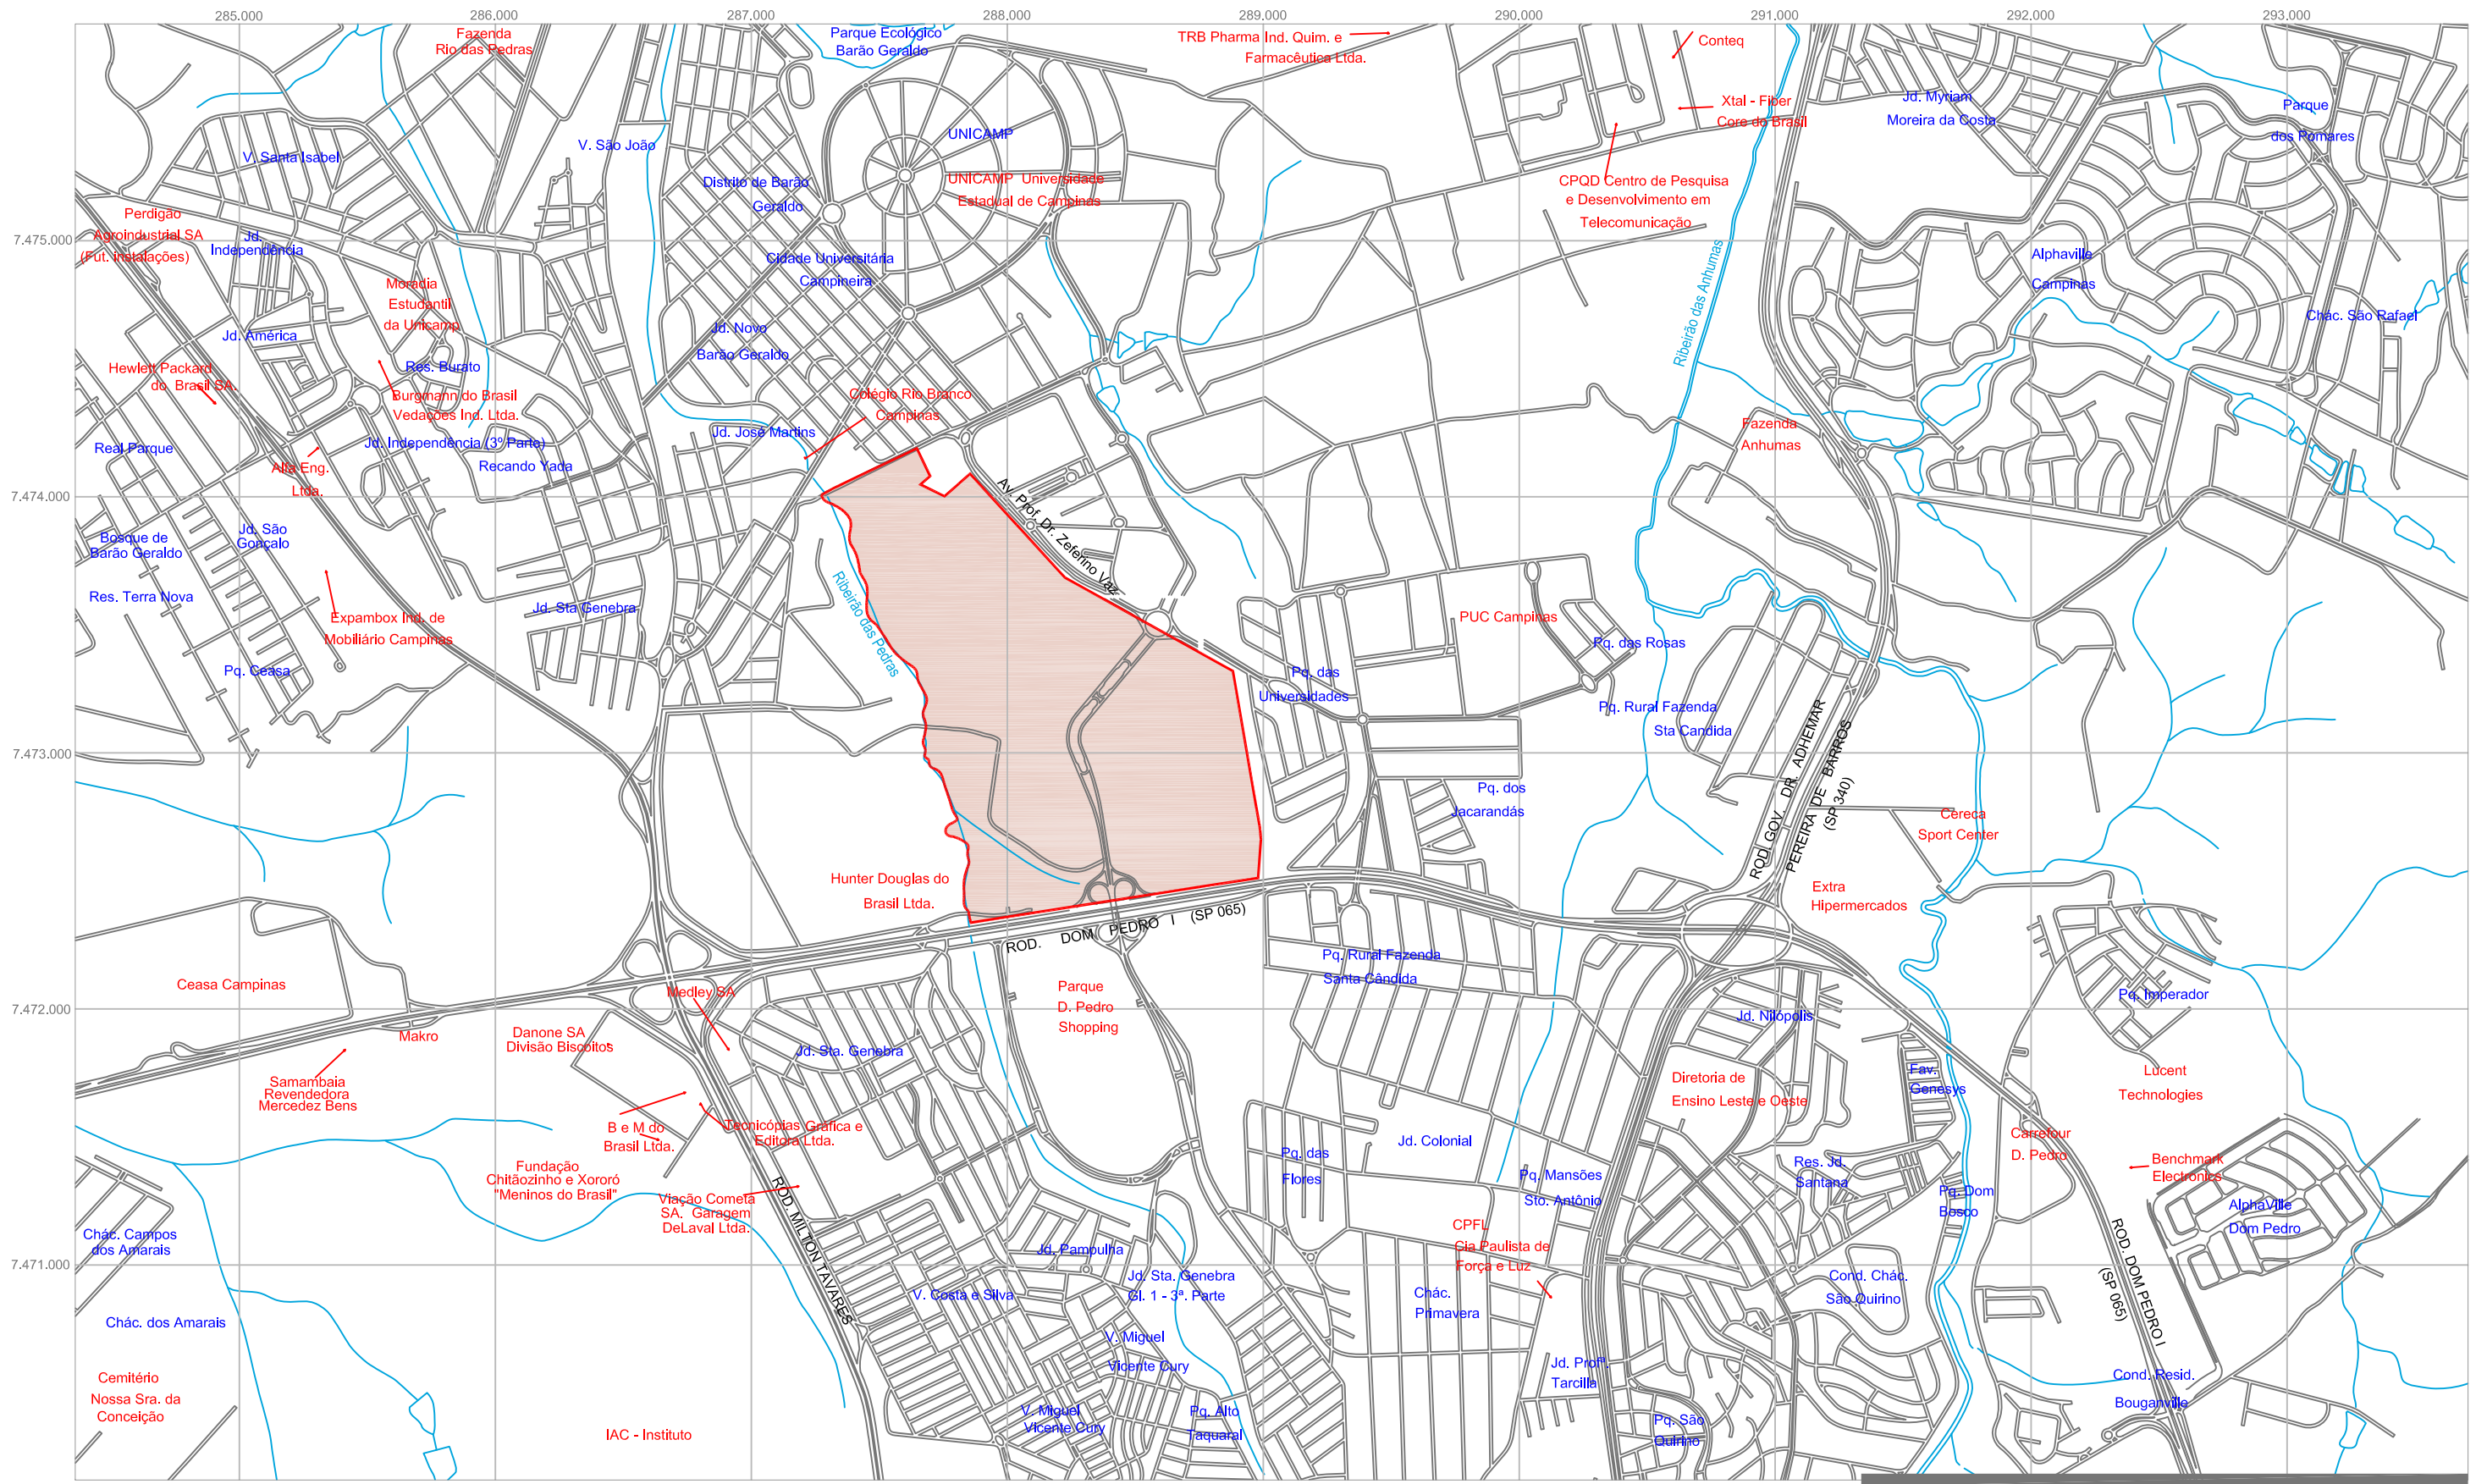 285.000
286.000
287.000
288.000
289.000
290.000
291.000
292.000
293.000
7.475.000
7.474.000
7.473.000
7.472.000
7.471.000
Fazenda
Rio das Pedras
Parque Ecológico
Barão Geraldo
TRB Pharma Ind. Quim. e
Farmacêutica Ltda.
Conteq
Xtal - Fiber
Core do Brasil
Jd. Myriam
Moreira da Costa
Parque
dos Pomares
V. Santa Isabel
V. São João
UNICAMP
Distrito de Barão
Geraldo
UNICAMP Universidade
Estadual de Campinas
CPQD Centro de Pesquisa
e Desenvolvimento em
Telecomunicação
Perdigão
Agroindustrial SA
(Fut. instalações)
Jd.
Independência
Cidade Universitária
Campineira
Ribeirão das Anhumas
Alphaville
Campinas
Moradia
Estudantil
da Unicamp
Chác. São Rafael
Jd. América
Jd. Novo
Barão Geraldo
Hewlett Packard
do Brasil SA.
Res. Burato
Burgmann do Brasil
Vedações Ind. Ltda.
Colégio Rio Branco
Campinas
Jd. José Martins
Fazenda
Anhumas
Real Parque
Jd. Independência (3º Parte)
Recando Yada
Alfa Eng.
Ltda.
Av. Prof. Dr. Zeferino Vaz
Jd. São
Gonçalo
Bosque de
Barão Geraldo
Res. Terra Nova
Jd. Sta Genebra
Ribeirão das Pedras
Expambox Ind. de
Mobiliário Campinas
PUC Campinas
Pq. das Rosas
Pq. Ceasa
Pq. das
Universidades
Pq. Rural Fazenda
Sta Candida
ROD. GOV. DR. ADHEMAR
PEREIRA DE BARROS
(SP 340)
Pq. dos
Jacarandás
Cereca
Sport Center
Hunter Douglas do
Brasil Ltda.
Extra
Hipermercados
ROD. DOM PEDRO I (SP 065)
Pq. Rural Fazenda
Santa Cândida
Ceasa Campinas
Medley SA
Parque
D. Pedro
Shopping
Pq. Imperador
Jd. Nilópolis
Makro
Danone SA
Divisão Biscoitos
Jd. Sta. Genebra
Samambaia
Revendedora
Mercedez Bens
Diretoria de
Ensino Leste e Oeste
Fav.
Genesys
Lucent
Technologies
B e M do
Brasil Ltda.
Tecnicópias Gráfica e
Editora Ltda.
Jd. Colonial
Pq. das
Flores
Carrefour
D. Pedro
Benchmark
Electronics
Fundação
Chitãozinho e Xororó
"Meninos do Brasil"
Viação Cometa
SA. Garagem
DeLaval Ltda.
ROD. MILTON TAVARES
Pq. Mansões
Sto. Antônio
Res. Jd.
Santana
Pq. Dom
Bosco
AlphaVille
Dom Pedro
Chác. Campos
dos Amarais
Jd. Pampulha
CPFL
Cia Paulista de
Força e Luz
ROD. DOM PEDRO I
(SP 065)
V. Costa e Silva
Jd. Sta. Genebra
Gl. 1 - 3ª. Parte
Chác.
Primavera
Cond. Chác.
São Quirino
Chác. dos Amarais
V. Miguel
Vicente Cury
Jd. Profª.
Tarcilla
Cond. Resid.
Bouganville
Cemitério
Nossa Sra. da
Conceição
V. Miguel
Vicente Cury
Pq. Alto
Taquaral
Pq. São
Quirino
IAC - Instituto